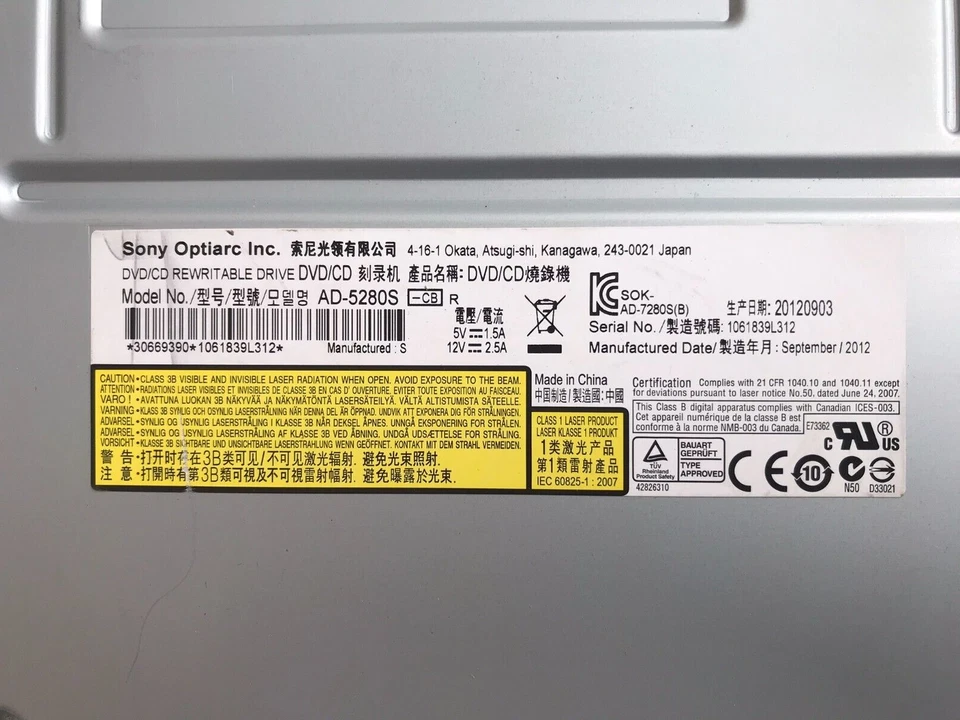 Sony Optiarc Inc. 索尼光领有限公司 4-16-1 Okata, Atsugi-shi, Kanagawa, 243-0021 Japan
DVD/CD REWRITABLE DRIVE DVD/CD 刻录机 產品名稱: DVD/CD燒錄機
Model No./型号/型號/모델명 AD-5280S -CB R
電壓/電流
5V 1.5A
12V 2.5A
*30669390*1061839L312*
Manufactured : S
SOK-
AD-7280S(B)
生产日期: 20120903
Serial No. /製造號碼: 1061839L312
Manufactured Date/製造年月: September / 2012
CAUTION • CLASS 3B VISIBLE AND INVISIBLE LASER RADIATION WHEN OPEN. AVOID EXPOSURE TO THE BEAM.
ATTENTION • RADIATIONS LASER VISIBLES ET INVISIBLES DE CLASSE 3B EN CAS D' OUVERTURE. EVITER TOUTE EXPOSITION AU FAISCEAU.
VARO ! • AVATTUNA LUOKAN 3B NÄKYVÄÄ JA NÄKYMÄTÖNTÄ LASERSÄTEILYÄ. VÄLTÄ ALTISTUMISTA SÄTEELLE.
VARNING • KLASS 3B SYNLIG OCH OSYNLIG LASERSTRÅLNING NÄR DENNA DEL ÄR ÖPPNAD. UNDVIK ATT EXPONERA DIG FÖR STRÅLNINGEN.
ADVARSEL • SYNLIG OG USYNLIG LASERSTRÅLING I KLASSE 3B NÅR DEKSEL ÅPNES. UNNGÅ EKSPONERING FOR STRÅLEN.
ADVARSEL • SYNLIG OG USYNLIG LASERSTRÅLING AF KLASSE 3B VED ÅBNING. UNDGÅ UDSÆTTELSE FOR STRÅLING.
VORSICHT • KLASSE 3B SICHTBARE UND UNSICHTBARE LASERSTRAHLUNG WENN GEÖFFNET. KONTAKT MIT DEM STRAHL VERMEIDEN.
警 告 • 打开时存在3B类可见/不可见激光辐射. 避免光束照射.
注 意 • 打開時有第3B類可視及不可視雷射輻射. 避免曝露於光束.
Made in China
中国制造 / 製造國: 中國
CLASS 1 LASER PRODUCT
LASER KLASSE 1 PRODUKT
1类激光产品
第1類雷射產品
IEC 60825-1 : 2007
Certification Complies with 21 CFR 1040.10 and 1040.11 except
for deviations pursuant to laser notice No.50, dated June 24, 2007.
This Class B digital apparatus complies with Canadian ICES-003.
Cet appareil numérique de la classe B est
conforme à la norme NMB-003 du Canada.
E73362
C RU ® US
TÜV
Rheinland
Product Safety
BAUART
GEPRÜFT
TYPE
APPROVED
42826310
CE
10
N50
D33021